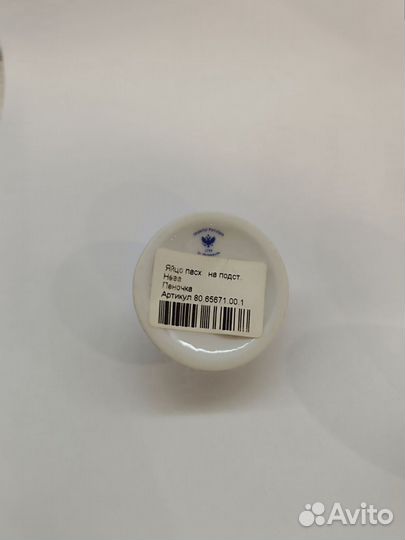 Яйцо пасх. на подст.
Нева
Пеночка
Артикул 80.65671.00.1
Avito